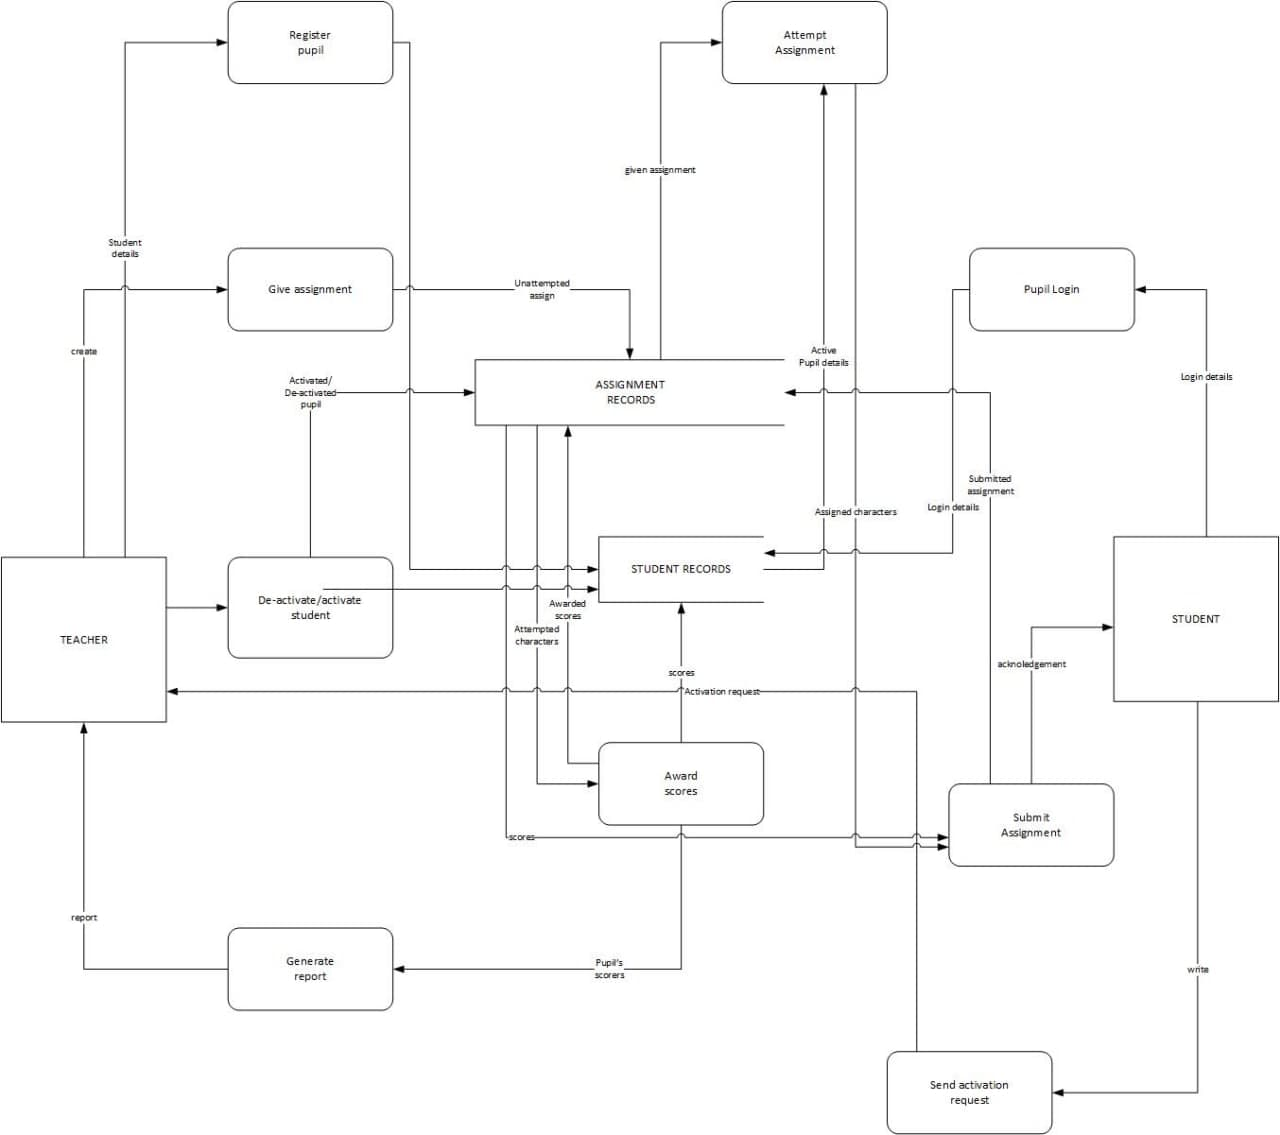 Register
pupil
Attempt
Assignment
given assignment
Student
details
Give assignment
Unattempted
assign
Pupil Login
create
Active
Pupil details
Login details
Activated/
De-activated
pupil
ASSIGNMENT
RECORDS
Submitted
assignment
Login details
Assigned characters
STUDENT RECORDS
De-activate/activate
student
Awarded
scores
Attempted
characters
TEACHER
STUDENT
acknoledgement
scores
Activation request
Award
scores
Submit
Assignment
scores
report
Generate
report
Pupil's
scorers
write
Send activation
request